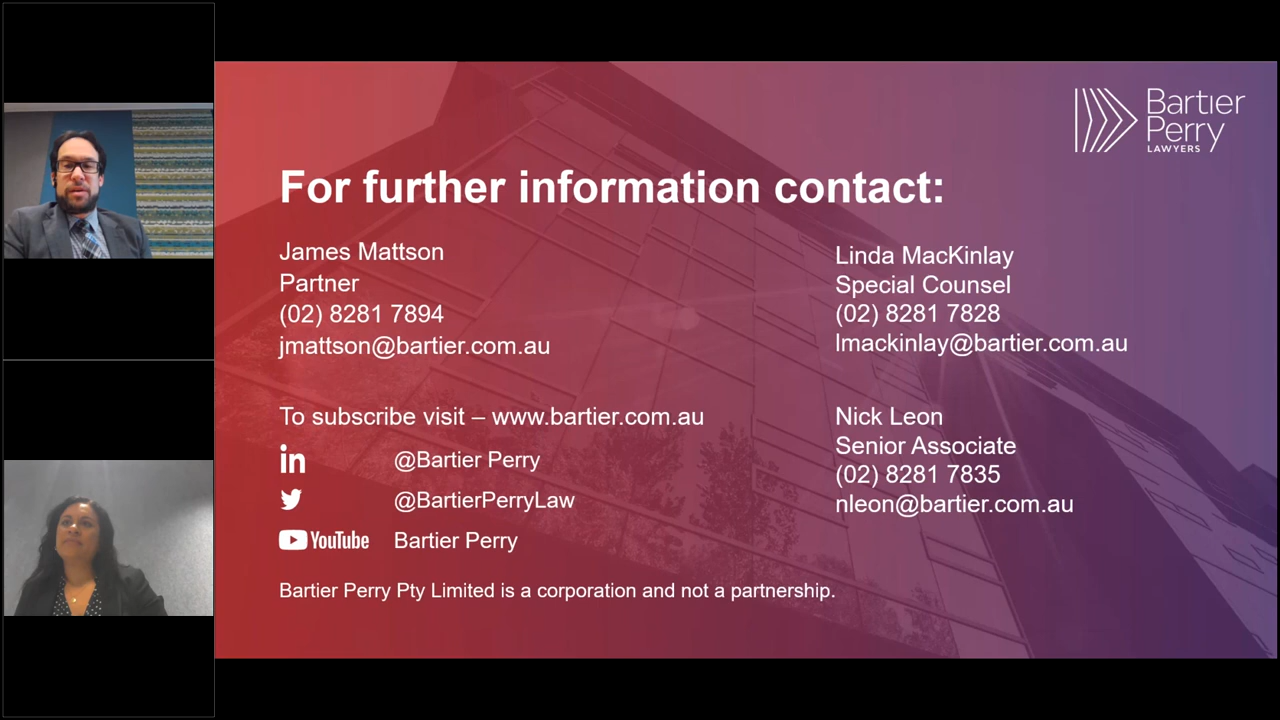 Bartier
Perry
LAWYERS
For further information contact:
James Mattson
Partner
(02) 8281 7894
jmattson@bartier.com.au
Linda MacKinlay
Special Counsel
(02) 8281 7828
lmackinlay@bartier.com.au
To subscribe visit – www.bartier.com.au
in
@Bartier Perry
@BartierPerryLaw
YouTube
Bartier Perry
Nick Leon
Senior Associate
(02) 8281 7835
nleon@bartier.com.au
Bartier Perry Pty Limited is a corporation and not a partnership.